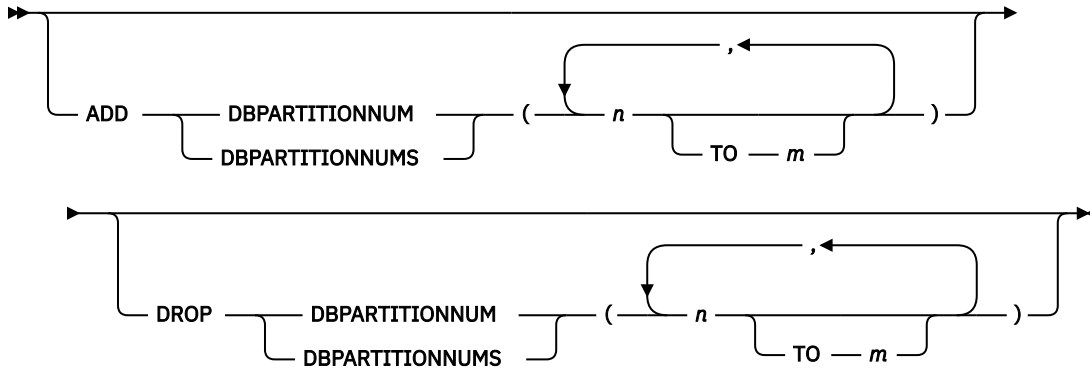 ,
ADD DBPARTITIONNUM ( n )
DBPARTITIONNUMS TO m
,
DROP DBPARTITIONNUM ( n )
DBPARTITIONNUMS TO m